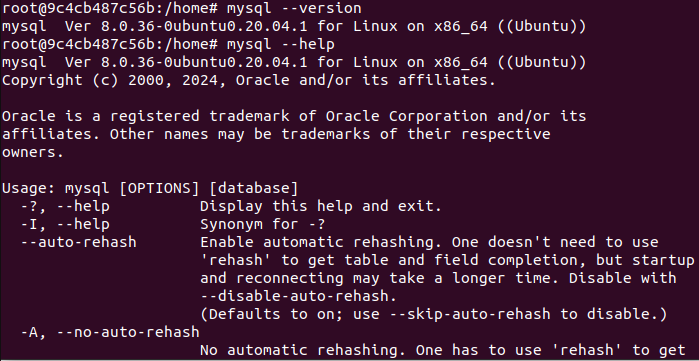 root@9c4cb487c56b:/home# mysql --version
mysql  Ver 8.0.36-0ubuntu0.20.04.1 for Linux on x86_64 ((Ubuntu))
root@9c4cb487c56b:/home# mysql --help
mysql  Ver 8.0.36-0ubuntu0.20.04.1 for Linux on x86_64 ((Ubuntu))
Copyright (c) 2000, 2024, Oracle and/or its affiliates.

Oracle is a registered trademark of Oracle Corporation and/or its
affiliates. Other names may be trademarks of their respective
owners.

Usage: mysql [OPTIONS] [database]
  -?, --help          Display this help and exit.
  -I, --help          Synonym for -?
  --auto-rehash       Enable automatic rehashing. One doesn't need to use
                      'rehash' to get table and field completion, but startup
                      and reconnecting may take a longer time. Disable with
                      --disable-auto-rehash.
                      (Defaults to on; use --skip-auto-rehash to disable.)
  -A, --no-auto-rehash
                      No automatic rehashing. One has to use 'rehash' to get